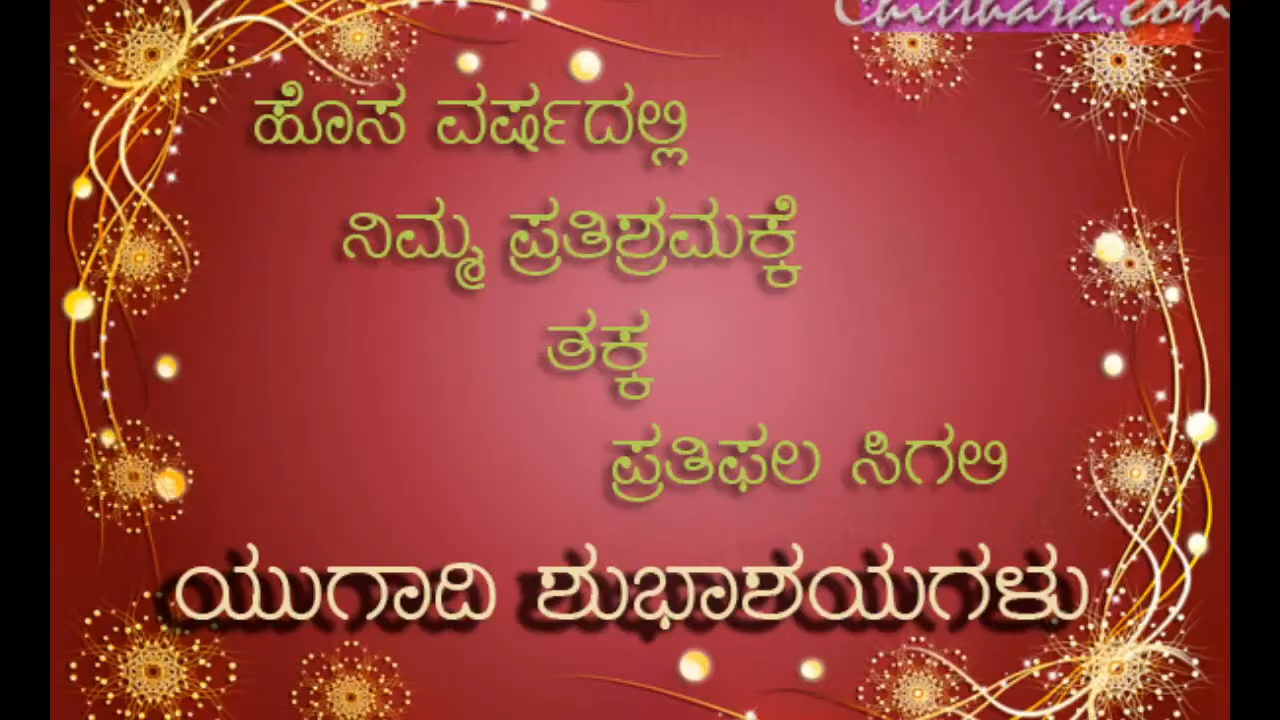 ಹೊಸ ವರ್ಷದಲ್ಲಿ
ನಿಮ್ಮ ಪ್ರತಿಶ್ರಮಕ್ಕೆ
ತಕ್ಕ
ಪ್ರತಿಫಲ ಸಿಗಲಿ
ಯುಗಾದಿ ಶುಭಾಶಯಗಳು